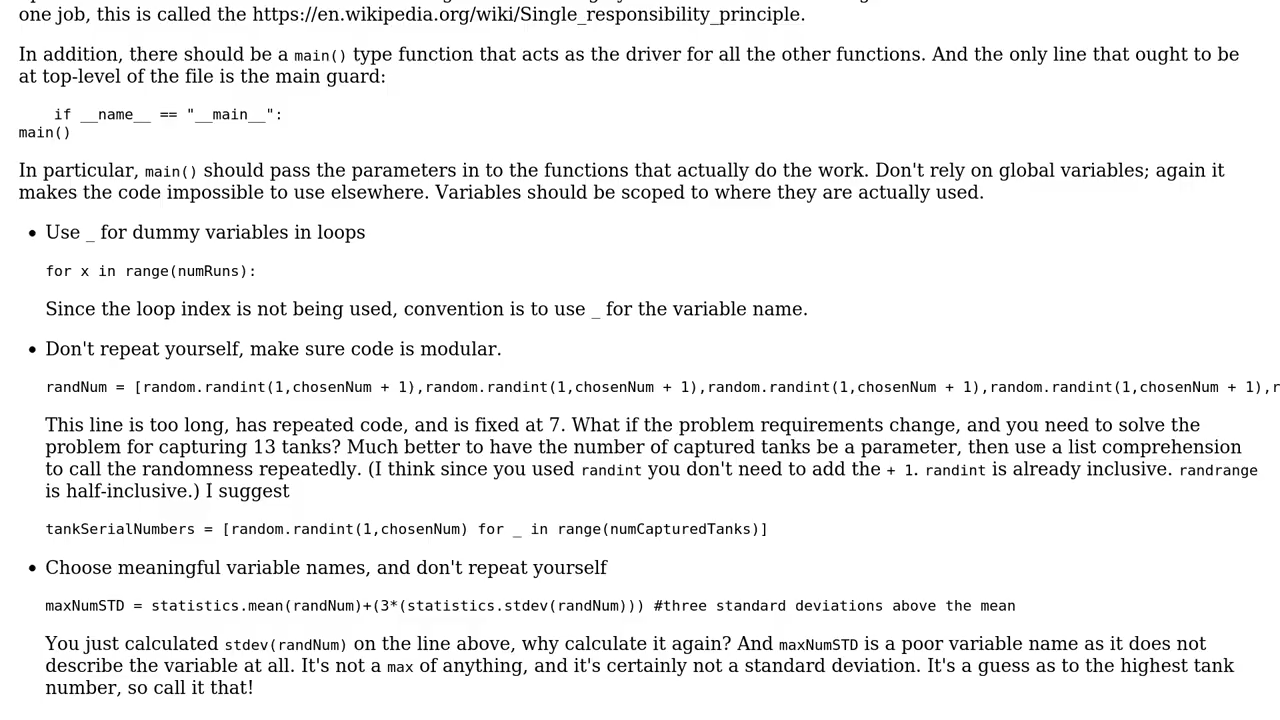 one job, this is called the https://en.wikipedia.org/wiki/Single_responsibility_principle.
In addition, there should be a main() type function that acts as the driver for all the other functions. And the only line that ought to be
at top-level of the file is the main guard:
if __name__ == "__main__":
main()
In particular, main() should pass the parameters in to the functions that actually do the work. Don't rely on global variables; again it
makes the code impossible to use elsewhere. Variables should be scoped to where they are actually used.
• Use _ for dummy variables in loops
for x in range(numRuns):
Since the loop index is not being used, convention is to use _ for the variable name.
• Don't repeat yourself, make sure code is modular.
randNum = [random.randint(1,chosenNum + 1),random.randint(1,chosenNum + 1),random.randint(1,chosenNum + 1),random.randint(1,chosenNum + 1),r
This line is too long, has repeated code, and is fixed at 7. What if the problem requirements change, and you need to solve the
problem for capturing 13 tanks? Much better to have the number of captured tanks be a parameter, then use a list comprehension
to call the randomness repeatedly. (I think since you used randint you don't need to add the + 1. randint is already inclusive. randrange
is half-inclusive.) I suggest
tankSerialNumbers = [random.randint(1,chosenNum) for _ in range(numCapturedTanks)]
• Choose meaningful variable names, and don't repeat yourself
maxNumSTD = statistics.mean(randNum)+(3*(statistics.stdev(randNum))) #three standard deviations above the mean
You just calculated stdev(randNum) on the line above, why calculate it again? And maxNumSTD is a poor variable name as it does not
describe the variable at all. It's not a max of anything, and it's certainly not a standard deviation. It's a guess as to the highest tank
number, so call it that!